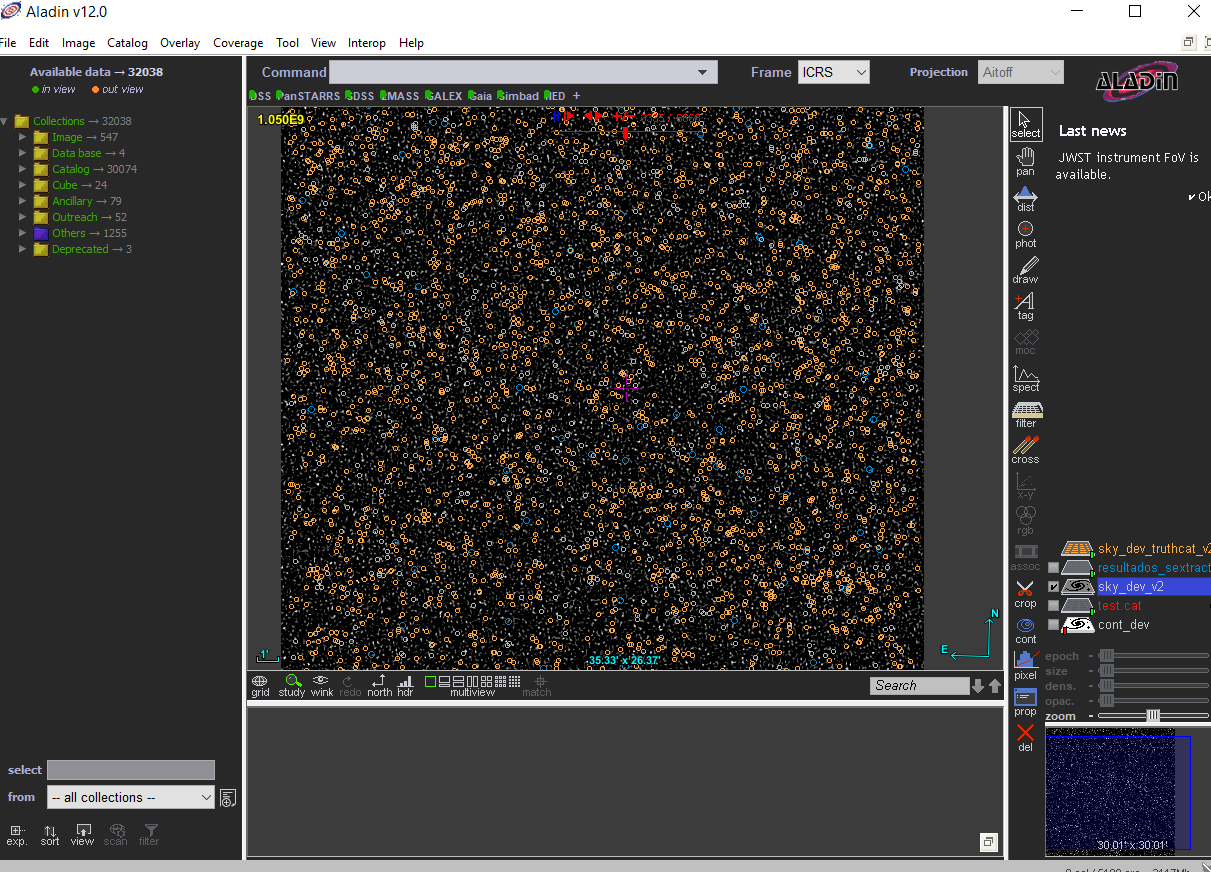 Aladin v12.0
File Edit Image Catalog Overlay Coverage Tool View Interop Help
Available data → 32038
in view out view
Collections → 32038
Image → 547
Data base → 4
Catalog → 30074
Cube → 24
Ancillary → 79
Outreach → 52
Others → 1255
Deprecated → 3
select
from -- all collections --
exp. sort view scan filter
Command
Frame ICRS
Projection Aitoff
DSS PanSTARRS SDSS 2MASS GALEX Gaia Simbad NED +
1.050E9
N
E
1'
35.33' x 26.37'
grid study wink redo north hdr multiview match
Search
select
pan
dist
phot
draw
tag
moc
spect
filter
cross
x-y
rgb
assoc
crop
cont
pixel
prop
del
ALADIN
Last news
JWST instrument FoV is
available.
✔ Ok
sky_dev_truthcat_v2
resultados_sextract
sky_dev_v2
test.cat
cont_dev
epoch
size
dens.
opac.
zoom
30.01' x 30.01'